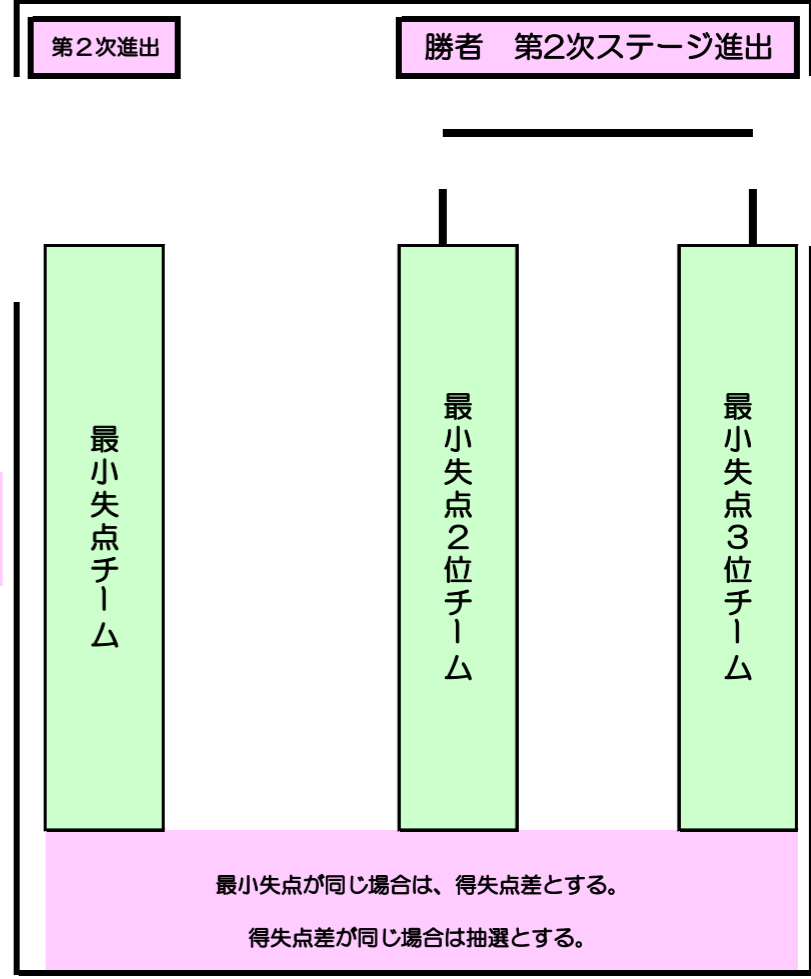 第２次進出
勝者　第2次ステージ進出
最小失点チーム
最小失点２位チーム
最小失点３位チーム
最小失点が同じ場合は、得失点差とする。
得失点差が同じ場合は抽選とする。